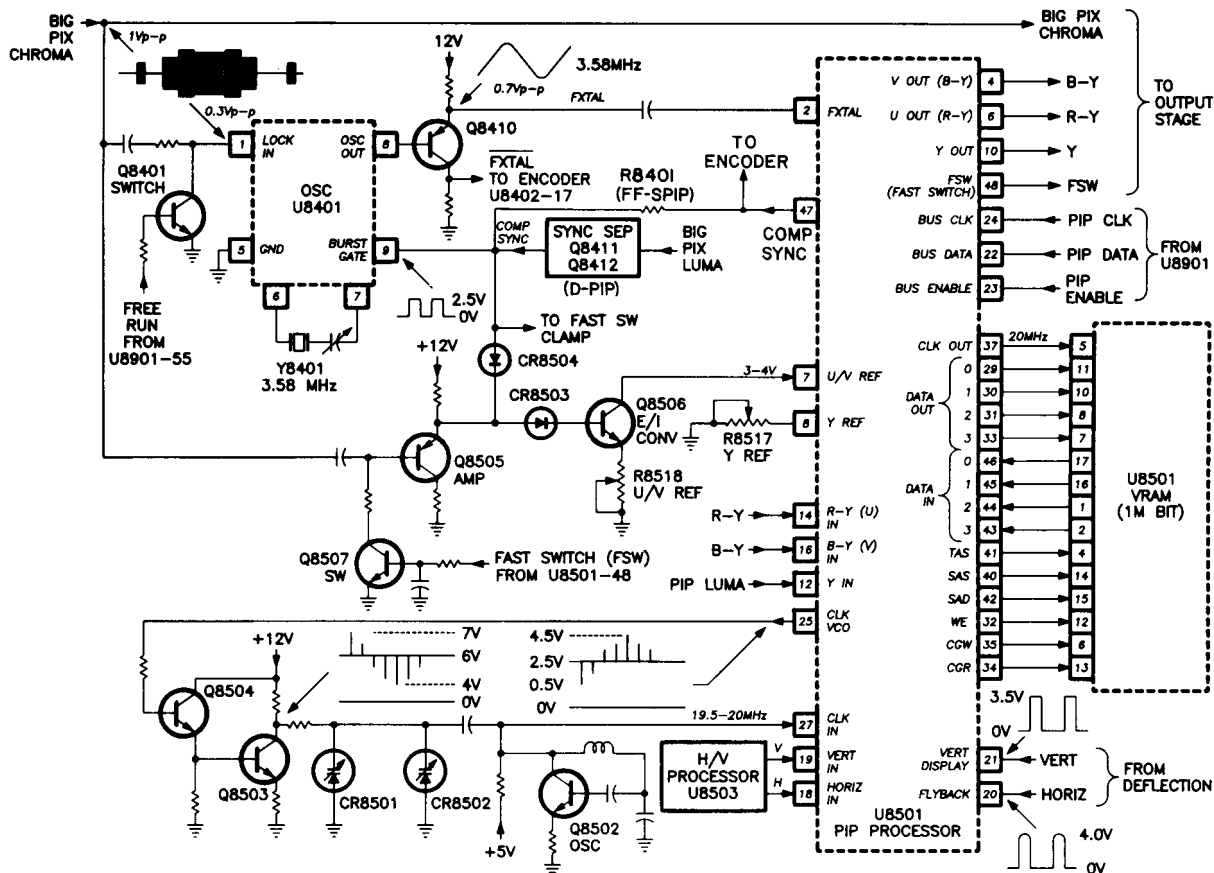 BIG
PIX
CHROMA
1Vp-p
0.3Vp-p
12V
3.58MHz
0.7Vp-p
FXTAL
BIG PIX
CHROMA
TO
OUTPUT
STAGE
1
LOCK
IN
OSC
OUT
8
Q8410
OSC
U8401
Q8401
SWITCH
FXTAL
TO ENCODER
U8402-17
5
GND
BURST
GATE
9
6
7
Y8401
3.58 MHz
FREE
RUN
FROM
U8901-55
2.5V
0V
COMP
SYNC
SYNC SEP
Q8411
Q8412
(D-PIP)
BIG
PIX
LUMA
R8401
(FF-SPIP)
TO
ENCODER
47
COMP
SYNC
TO FAST SW
CLAMP
CR8504
CR8503
+12V
Q8505
AMP
Q8506
E/I
CONV
3-4V
R8518
U/V REF
R8517
Y REF
Q8507
SW
FAST SWITCH (FSW)
FROM U8501-48
2
FXTAL
7
U/V REF
8
Y REF
R-Y
14
R-Y (U)
IN
B-Y
16
B-Y (V)
IN
PIP LUMA
12
Y IN
25
CLK
VCO
27
CLK
IN
19
VERT
IN
18
HORIZ
IN
V OUT (B-Y)
4
B-Y
U OUT (R-Y)
6
R-Y
Y OUT
10
Y
FSW
(FAST SWITCH)
48
FSW
BUS CLK
24
PIP CLK
BUS DATA
22
PIP DATA
BUS ENABLE
23
PIP
ENABLE
FROM
U8901
CLK OUT
37
20MHz
5
DATA
OUT
0
29
11
1
30
10
2
31
8
3
33
7
DATA
IN
0
46
17
1
45
16
2
44
1
3
43
2
TAS
41
4
SAS
40
14
SAD
42
15
WE
32
12
CGW
35
6
CGR
34
13
U8501
VRAM
(1M BIT)
3.5V
0V
VERT
DISPLAY
21
VERT
FLYBACK
20
HORIZ
FROM
DEFLECTION
4.0V
0V
U8501
PIP PROCESSOR
+12V
7V
6V
4V
0V
4.5V
2.5V
0.5V
0V
Q8504
Q8503
CR8501
CR8502
19.5-20MHz
+5V
Q8502
OSC
H/V
PROCESSOR
U8503
V
H